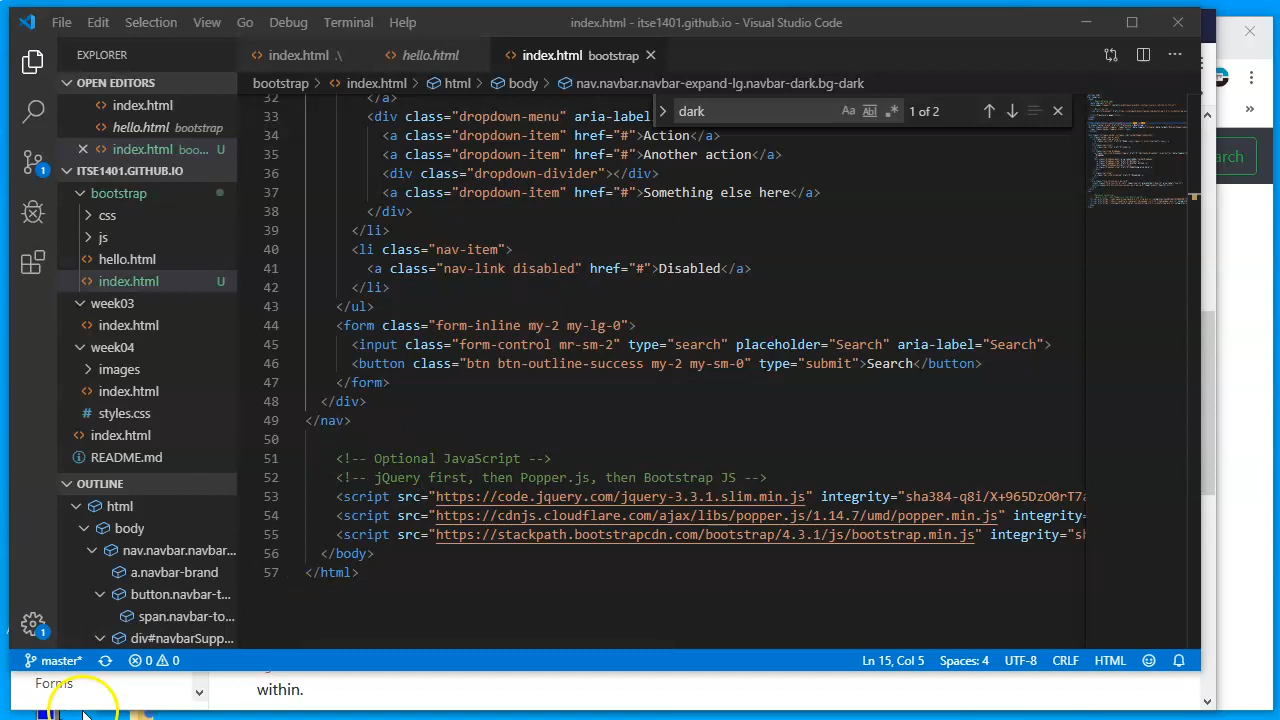 File Edit Selection View Go Debug Terminal Help index.html - itse1401.github.io - Visual Studio Code
EXPLORER index.html .\ hello.html index.html bootstrap
OPEN EDITORS
bootstrap index.html html body nav.navbar.navbar-expand-lg.navbar-dark.bg-dark
index.html
hello.html bootstrap
index.html boo... U
ITSE1401.GITHUB.IO
bootstrap
css
js
hello.html
index.html U
week03
index.html
week04
images
index.html
styles.css
index.html
README.md
OUTLINE
html
body
nav.navbar.navbar...
a.navbar-brand
button.navbar-t...
span.navbar-to...
div#navbarSupp...
dark Aa Ab| .* 1 of 2
32 </a>
33 <div class="dropdown-menu" aria-label
34 <a class="dropdown-item" href="#">Action</a>
35 <a class="dropdown-item" href="#">Another action</a>
36 <div class="dropdown-divider"></div>
37 <a class="dropdown-item" href="#">Something else here</a>
38 </div>
39 </li>
40 <li class="nav-item">
41 <a class="nav-link disabled" href="#">Disabled</a>
42 </li>
43 </ul>
44 <form class="form-inline my-2 my-lg-0">
45 <input class="form-control mr-sm-2" type="search" placeholder="Search" aria-label="Search">
46 <button class="btn btn-outline-success my-2 my-sm-0" type="submit">Search</button>
47 </form>
48 </div>
49 </nav>
50
51 <!-- Optional JavaScript -->
52 <!-- jQuery first, then Popper.js, then Bootstrap JS -->
53 <script src="https://code.jquery.com/jquery-3.3.1.slim.min.js" integrity="sha384-q8i/X+965DzO0rT7a
54 <script src="https://cdnjs.cloudflare.com/ajax/libs/popper.js/1.14.7/umd/popper.min.js" integrity=
55 <script src="https://stackpath.bootstrapcdn.com/bootstrap/4.3.1/js/bootstrap.min.js" integrity="sh
56 </body>
57 </html>
arch
1
1
master* 0 0 Ln 15, Col 5 Spaces: 4 UTF-8 CRLF HTML
Forms
within.